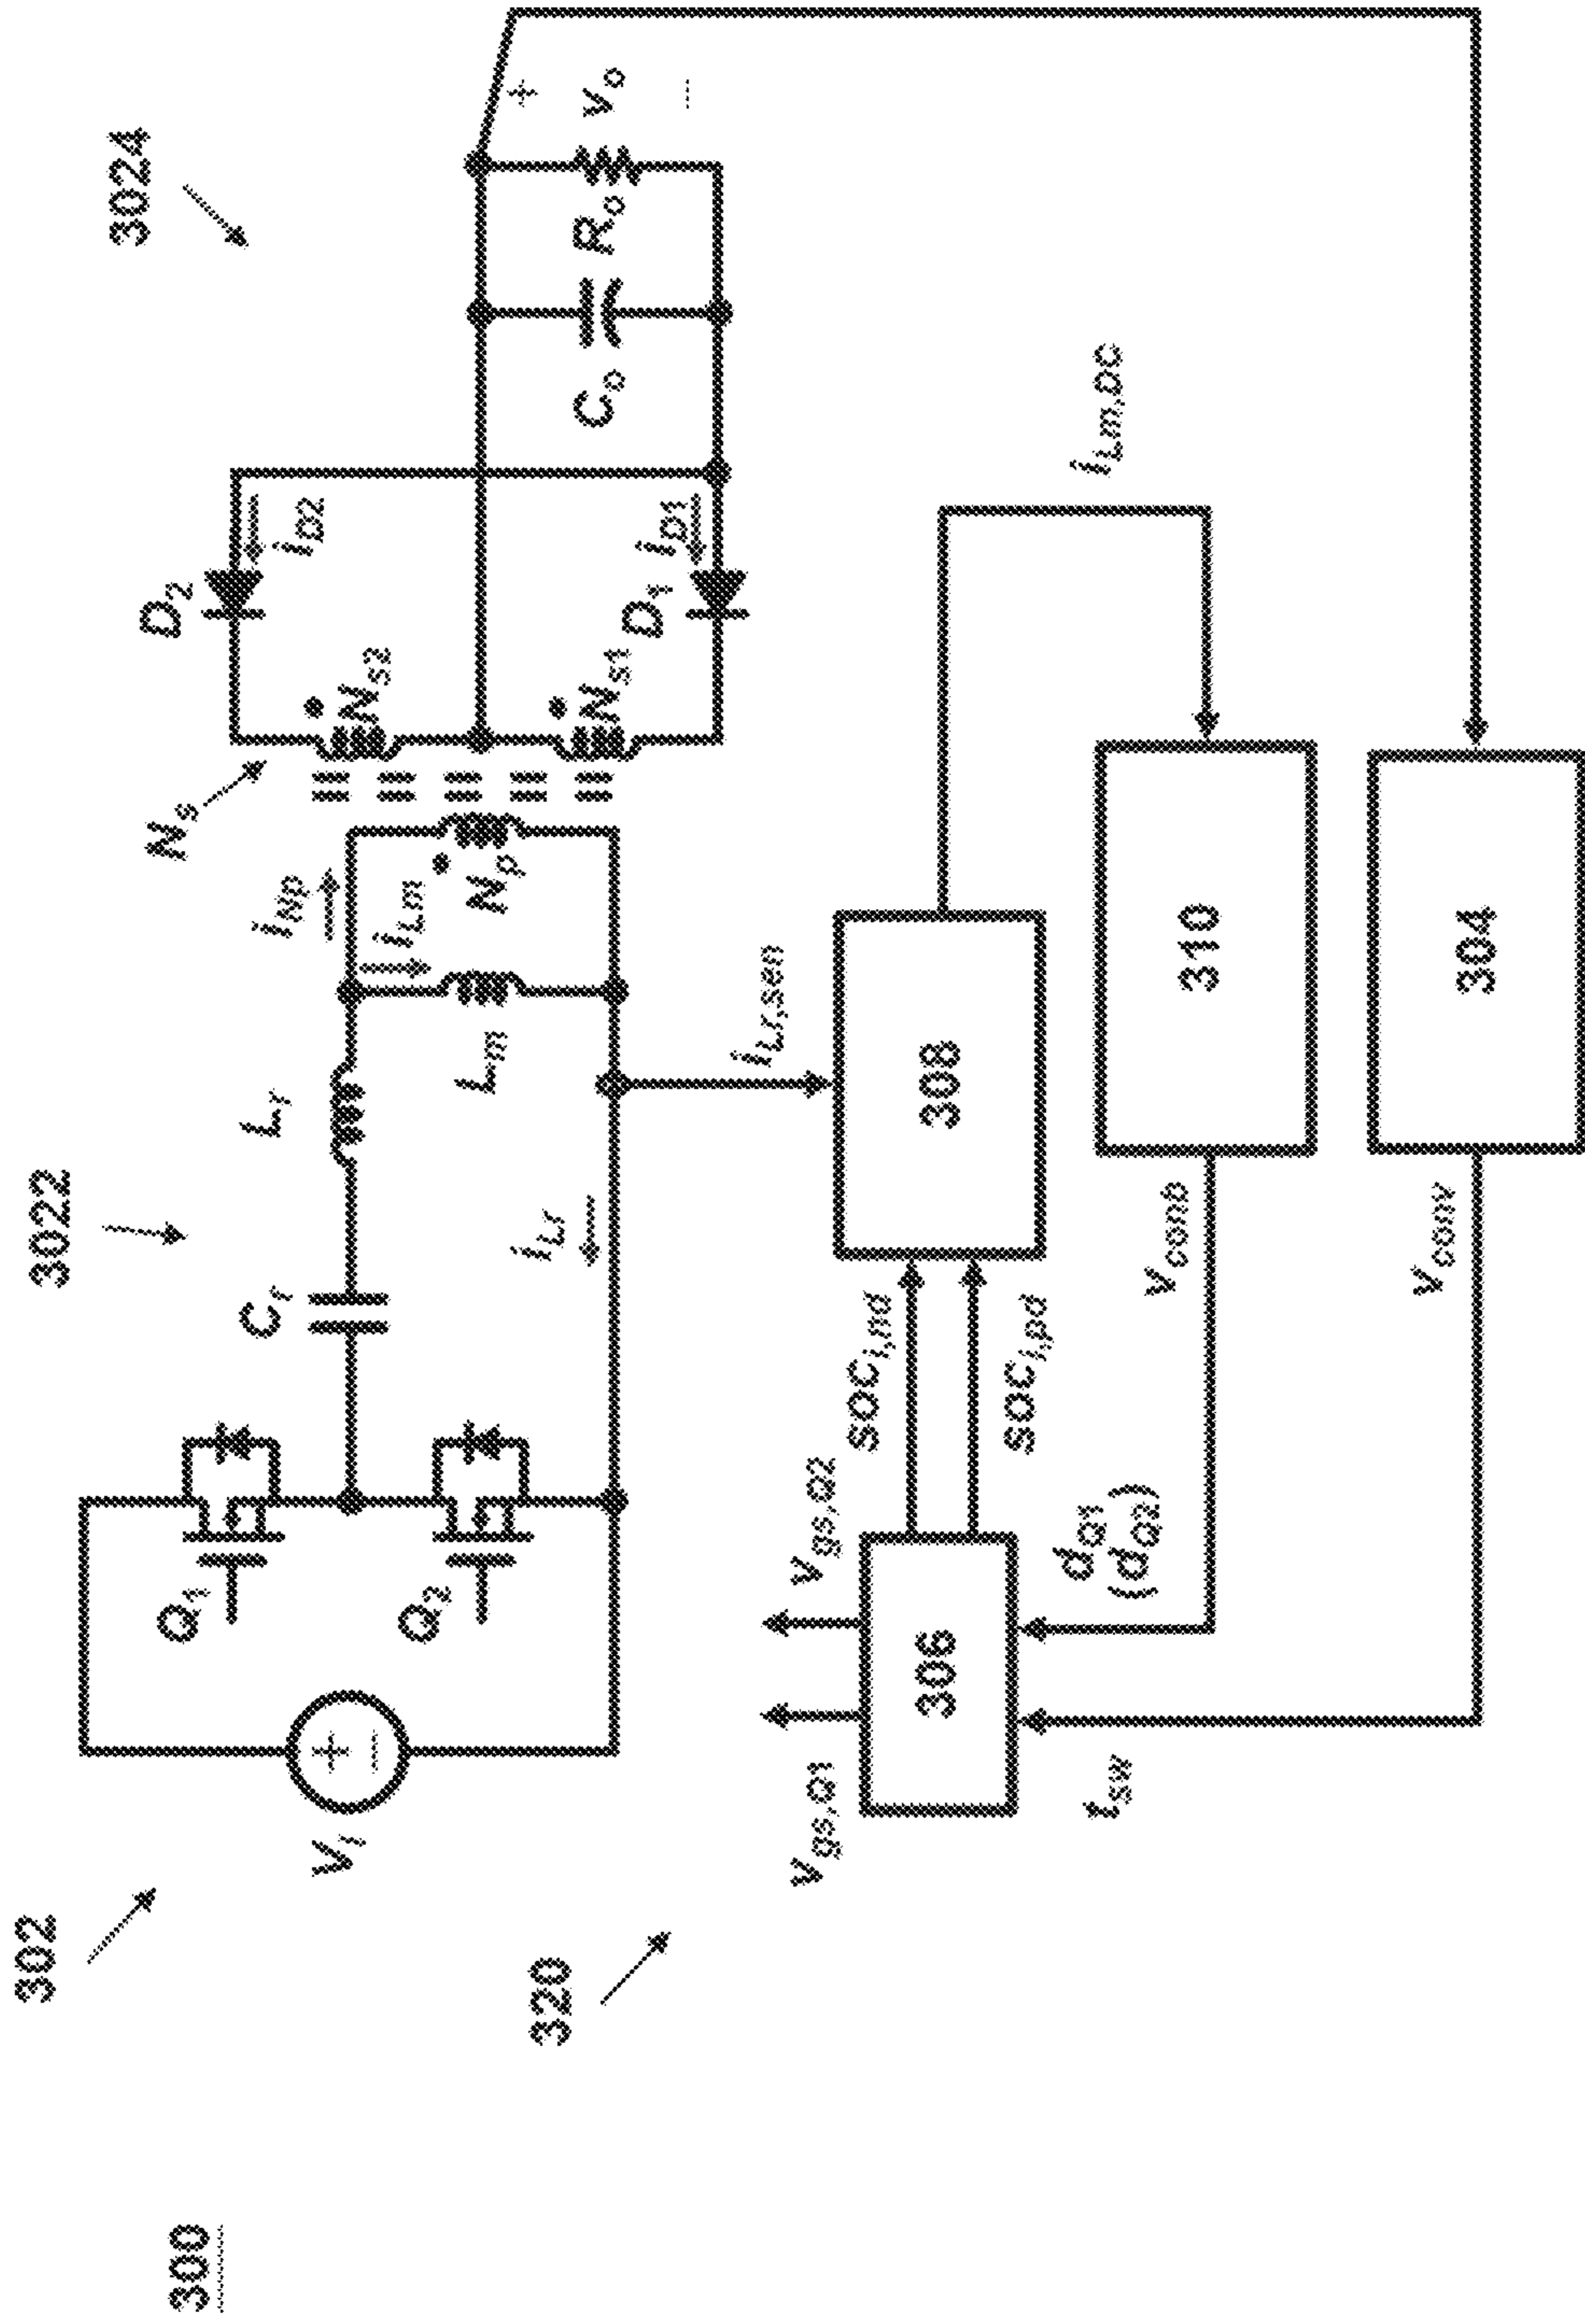 300
302
3022
3024
320
V_i
+
−
Q_1
Q_2
C_r
L_r
i_Lr
L_m
i_Lm
i_Np
N_p
N_s
N_s2
N_s1
D_2
i_D2
D_1
i_D1
C_o
R_o
+
v_o
−
v_gs,Q1
v_gs,Q2
306
soc_i,nd
soc_i,pd
i_Lr,sen
308
i_Lm,DC
d_Q1
(d_Q2)
v_conb
310
t_sw
v_conv
304